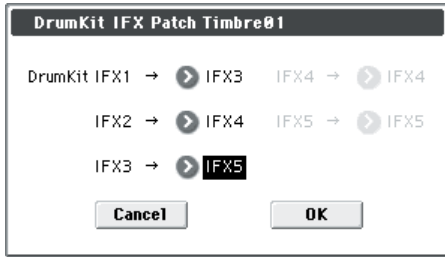 DrumKit IFX Patch Timbre01
DrumKit IFX1 → IFX3 IFX4 → IFX4
IFX2 → IFX4 IFX5 → IFX5
IFX3 → IFX5
Cancel OK